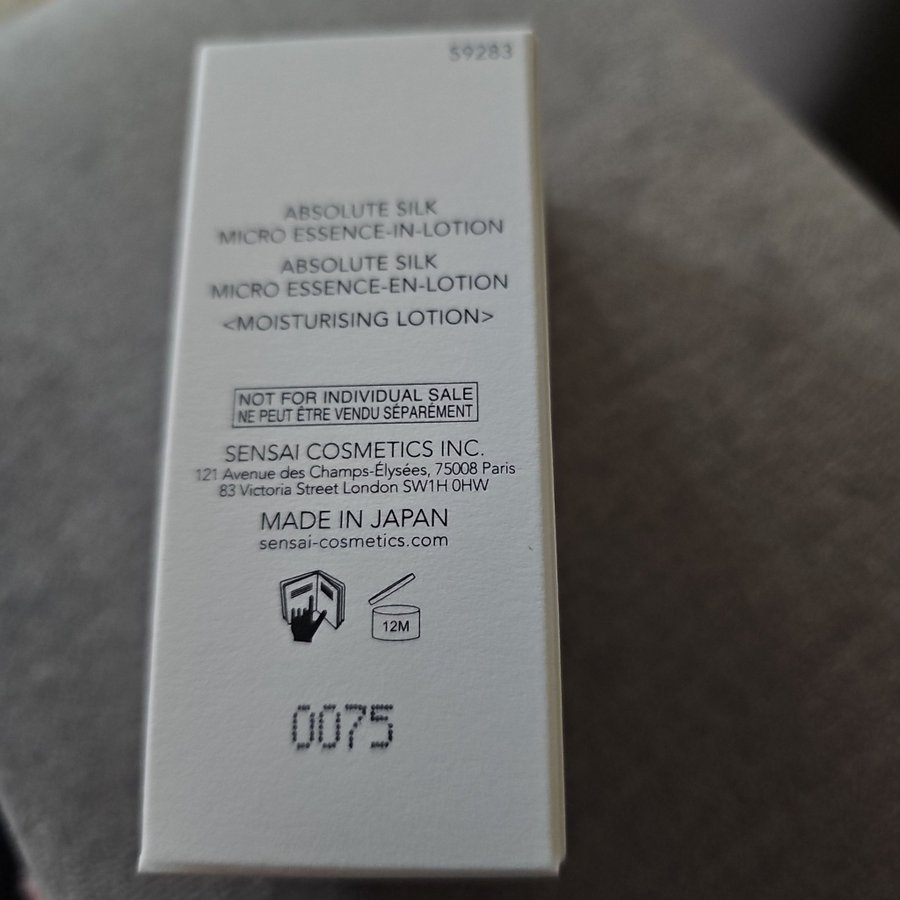 59283
ABSOLUTE SILK
MICRO ESSENCE-IN-LOTION
ABSOLUTE SILK
MICRO ESSENCE-EN-LOTION
<MOISTURISING LOTION>
NOT FOR INDIVIDUAL SALE
NE PEUT ÊTRE VENDU SÉPARÉMENT
SENSAI COSMETICS INC.
121 Avenue des Champs-Élysées, 75008 Paris
83 Victoria Street London SW1H 0HW
MADE IN JAPAN
sensai-cosmetics.com
12M
0075